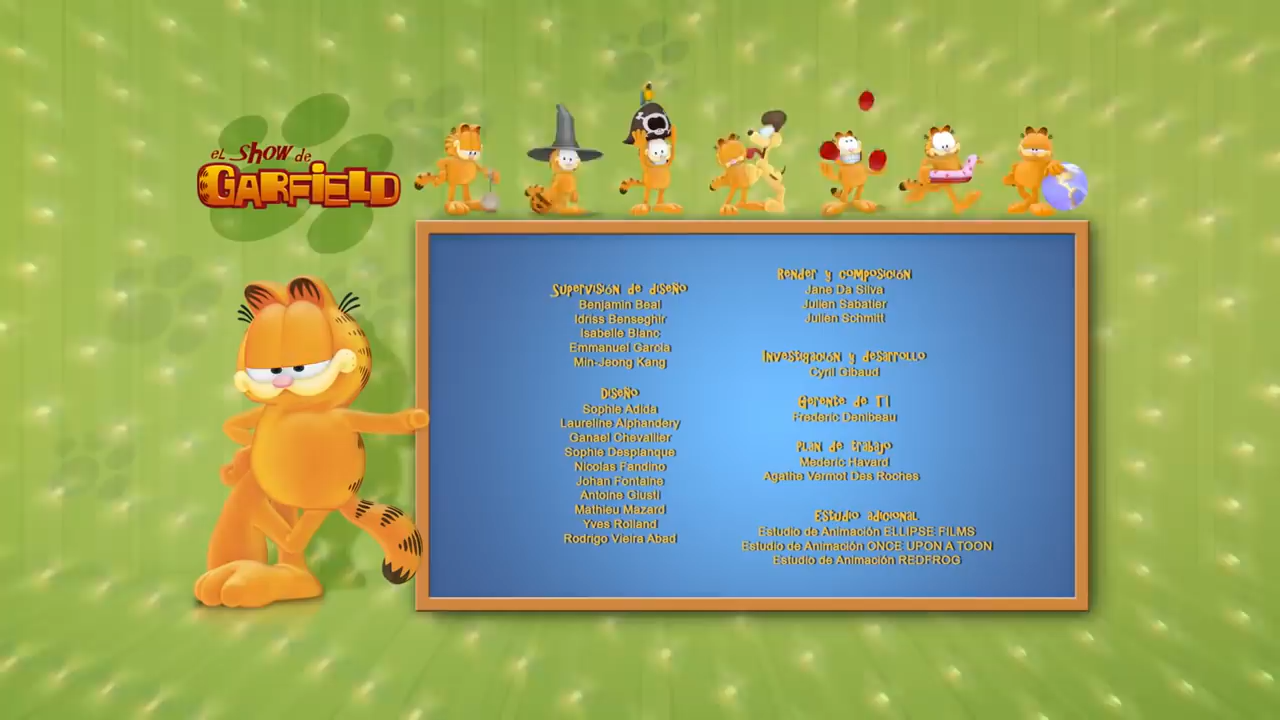 EL SHOW de
GARFIELD
Supervisión de diseño
Benjamin Beal
Idriss Benseghir
Isabelle Blanc
Emmanuel Garcia
Min-Jeong Kang
Diseño
Sophie Adida
Laureline Alphandery
Ganael Chevallier
Sophie Desplanque
Nicolas Fandino
Johan Fontaine
Antoine Giusti
Mathieu Mazard
Yves Rolland
Rodrigo Vieira Abad
Render y composición
Jane Da Silva
Julien Sabatier
Julien Schmitt
Investigación y desarrollo
Cyril Gibaud
Gerente de TI
Frederic Denibeau
Plan de trabajo
Mederic Havard
Agathe Vermot Des Roches
Estudio adicional
Estudio de Animación ELLIPSE FILMS
Estudio de Animación ONCE UPON A TOON
Estudio de Animación REDFROG